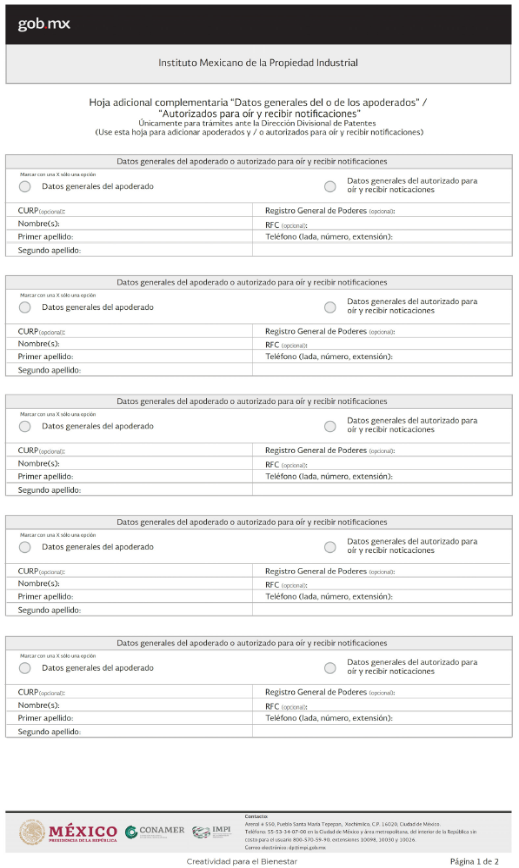 gob.mx
Instituto Mexicano de la Propiedad Industrial
Hoja adicional complementaria “Datos generales del o de los apoderados” /
“Autorizados para oír y recibir notificaciones”
Únicamente para trámites ante la Dirección Divisional de Patentes
(Use esta hoja para adicionar apoderados y / o autorizados para oír y recibir notificaciones)
Datos generales del apoderado o autorizado para oír y recibir notificaciones
Marcar con una X sólo una opción
Datos generales del apoderado
Datos generales del autorizado para
oír y recibir noticaciones
CURP(opcional): Registro General de Poderes (opcional):
Nombre(s): RFC (opcional):
Primer apellido: Teléfono (lada, número, extensión):
Segundo apellido:
Datos generales del apoderado o autorizado para oír y recibir notificaciones
Marcar con una X sólo una opción
Datos generales del apoderado
Datos generales del autorizado para
oír y recibir noticaciones
CURP(opcional): Registro General de Poderes (opcional):
Nombre(s): RFC (opcional):
Primer apellido: Teléfono (lada, número, extensión):
Segundo apellido:
Datos generales del apoderado o autorizado para oír y recibir notificaciones
Marcar con una X sólo una opción
Datos generales del apoderado
Datos generales del autorizado para
oír y recibir noticaciones
CURP(opcional): Registro General de Poderes (opcional):
Nombre(s): RFC (opcional):
Primer apellido: Teléfono (lada, número, extensión):
Segundo apellido:
Datos generales del apoderado o autorizado para oír y recibir notificaciones
Marcar con una X sólo una opción
Datos generales del apoderado
Datos generales del autorizado para
oír y recibir noticaciones
CURP(opcional): Registro General de Poderes (opcional):
Nombre(s): RFC (opcional):
Primer apellido: Teléfono (lada, número, extensión):
Segundo apellido:
Datos generales del apoderado o autorizado para oír y recibir notificaciones
Marcar con una X sólo una opción
Datos generales del apoderado
Datos generales del autorizado para
oír y recibir noticaciones
CURP(opcional): Registro General de Poderes (opcional):
Nombre(s): RFC (opcional):
Primer apellido: Teléfono (lada, número, extensión):
Segundo apellido:
MÉXICO
PRESIDENCIA DE LA REPÚBLICA
CONAMER
IMPI
Contacto:
Arenal # 550, Pueblo Santa María Tepepan, Xochimilco, C.P. 16020, Ciudad de México.
Teléfono: 55-53-34-07-00 en la Ciudad de México y área metropolitana, del interior de la República sin
costo para el usuario 800-570-59-90, extensiones 10098, 10030 y 10026.
Correo electrónico:
Creatividad para el Bienestar
Página 1 de 2